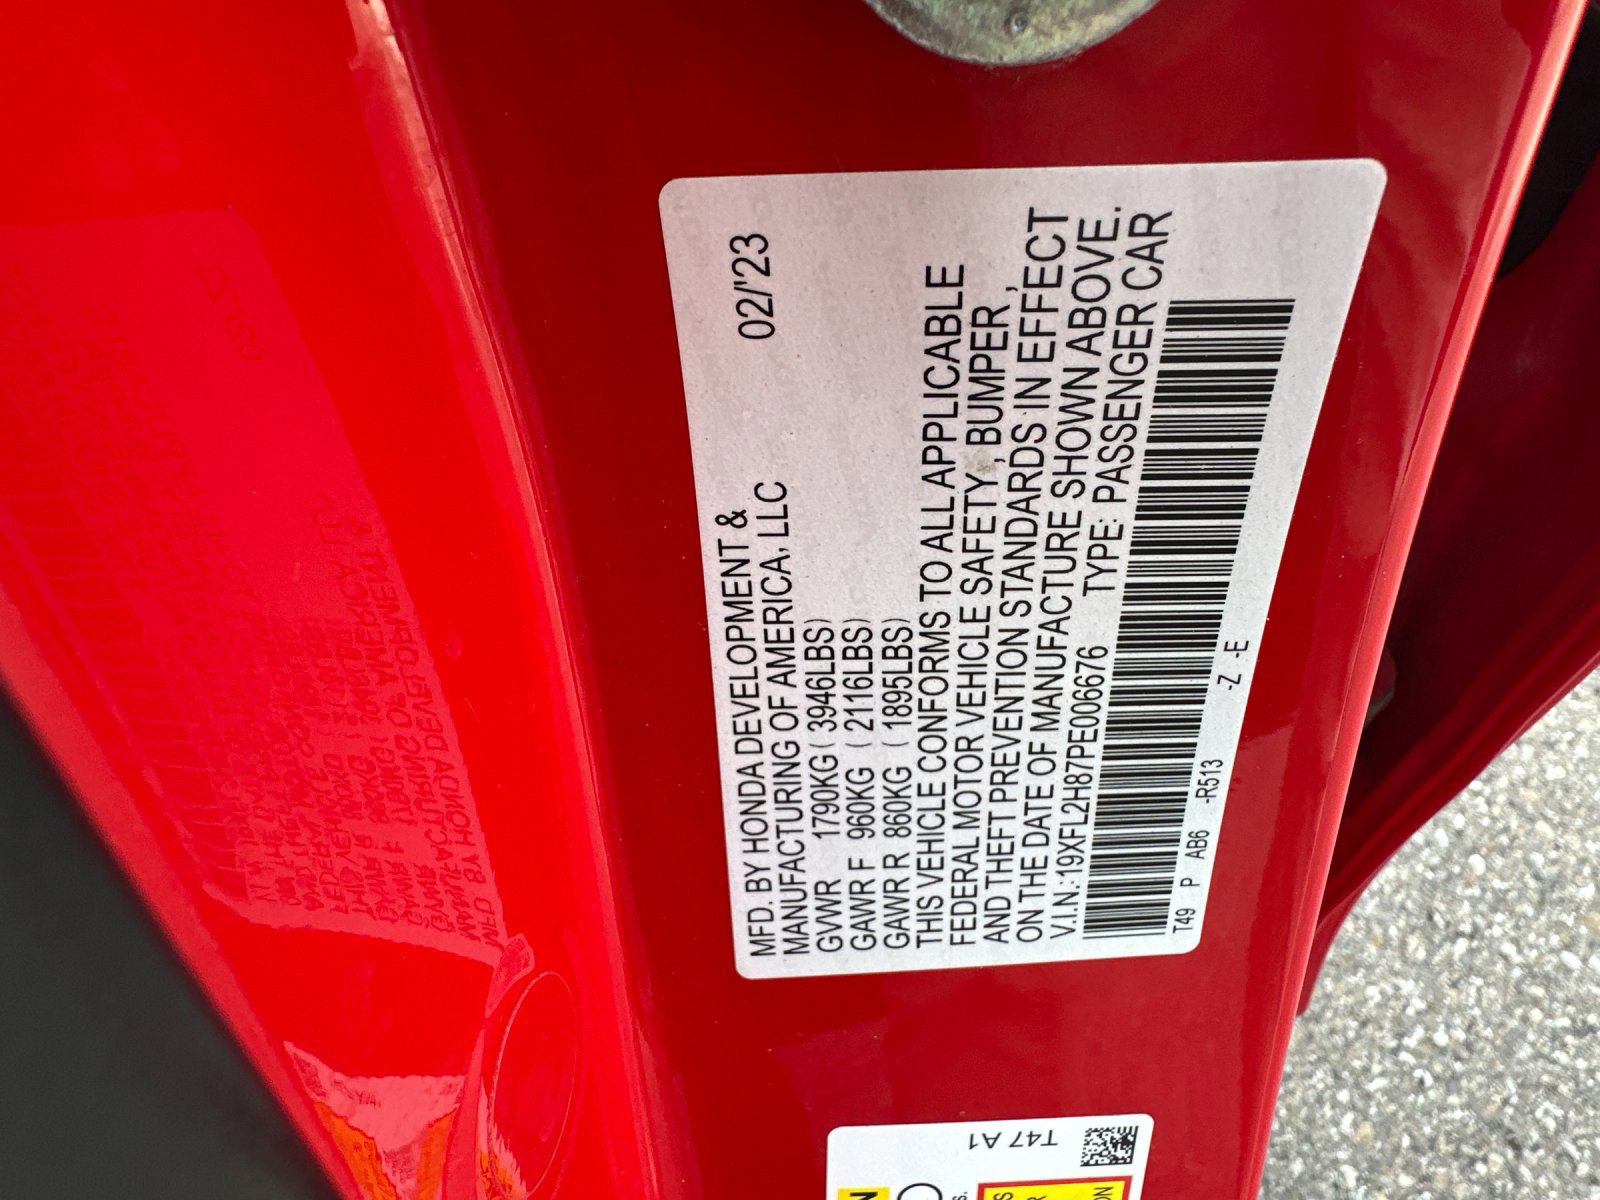 MFD. BY HONDA DEVELOPMENT &
MANUFACTURING OF AMERICA, LLC 02/'23
GVWR 1790KG ( 3946LBS)
GAWR F 960KG ( 2116LBS)
GAWR R 860KG ( 1895LBS)
THIS VEHICLE CONFORMS TO ALL APPLICABLE
FEDERAL MOTOR VEHICLE SAFETY, BUMPER,
AND THEFT PREVENTION STANDARDS IN EFFECT
ON THE DATE OF MANUFACTURE SHOWN ABOVE.
V.I.N.: 19XFL2H87PE006676 TYPE: PASSENGER CAR
T49 P AB6 -R513 -Z -E
T47 A1